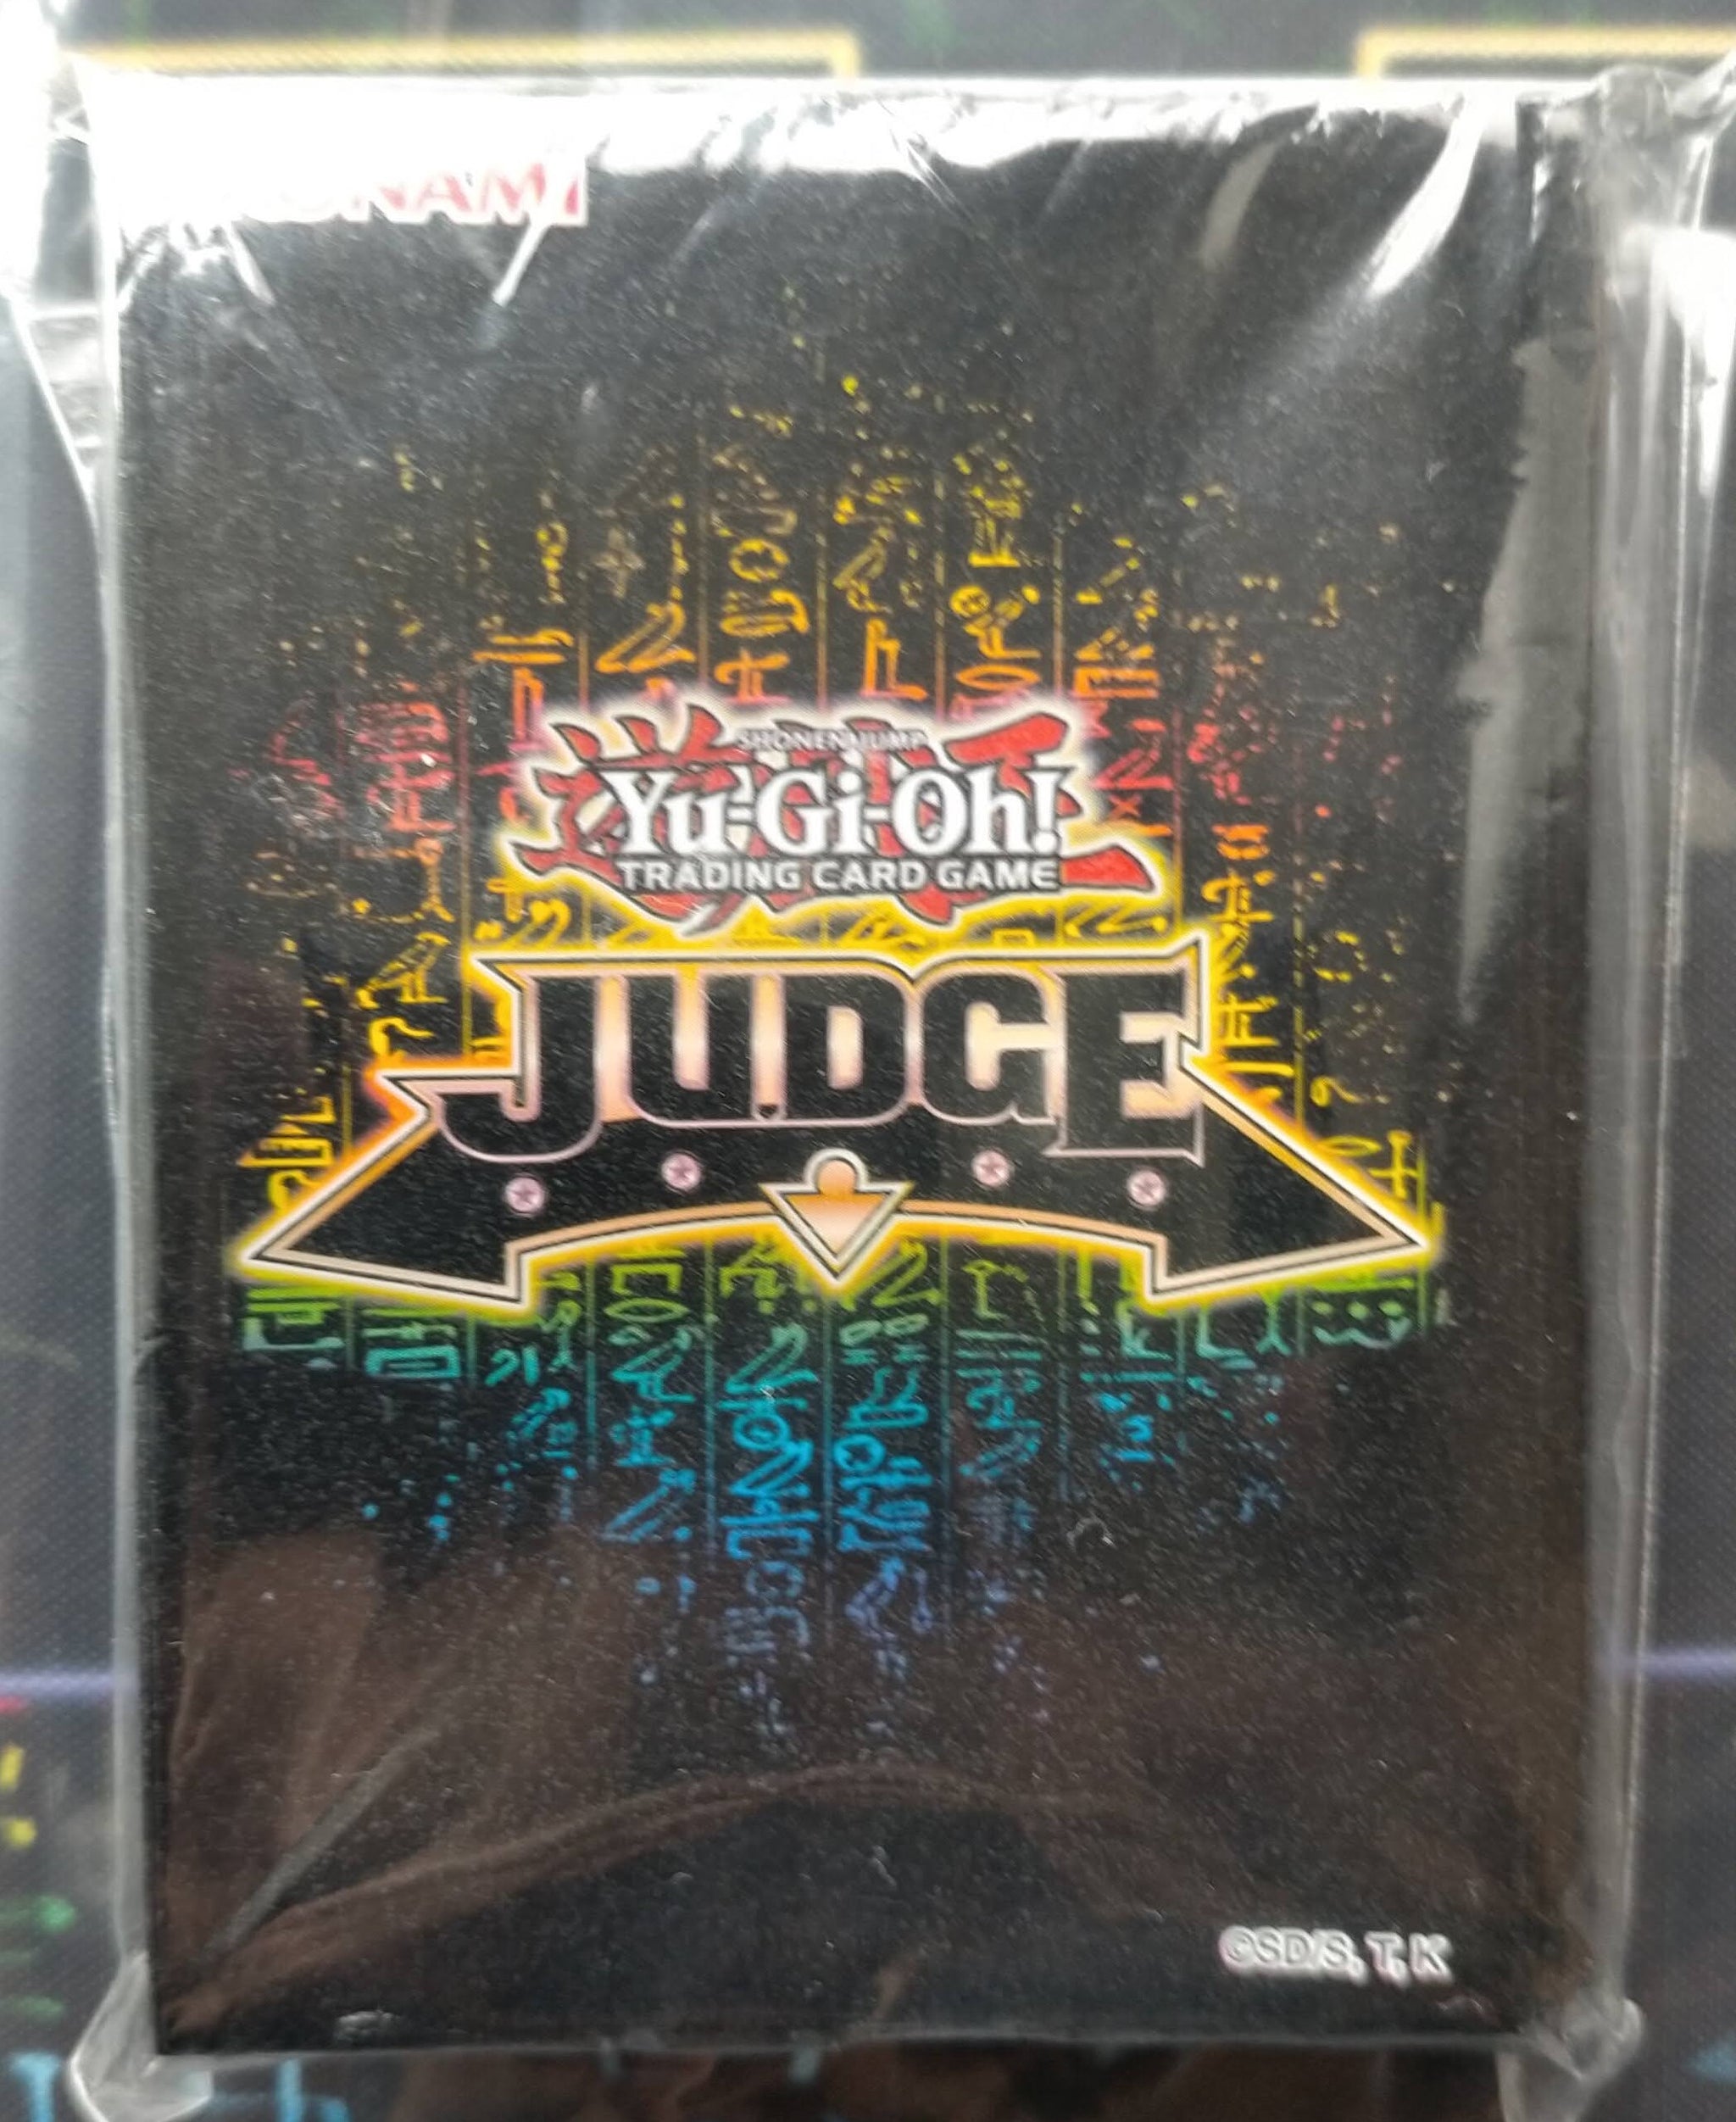 KONAMI
SHONEN JUMP
Yu-Gi-Oh!
TRADING CARD GAME
JUDGE
©SD/S, T, K